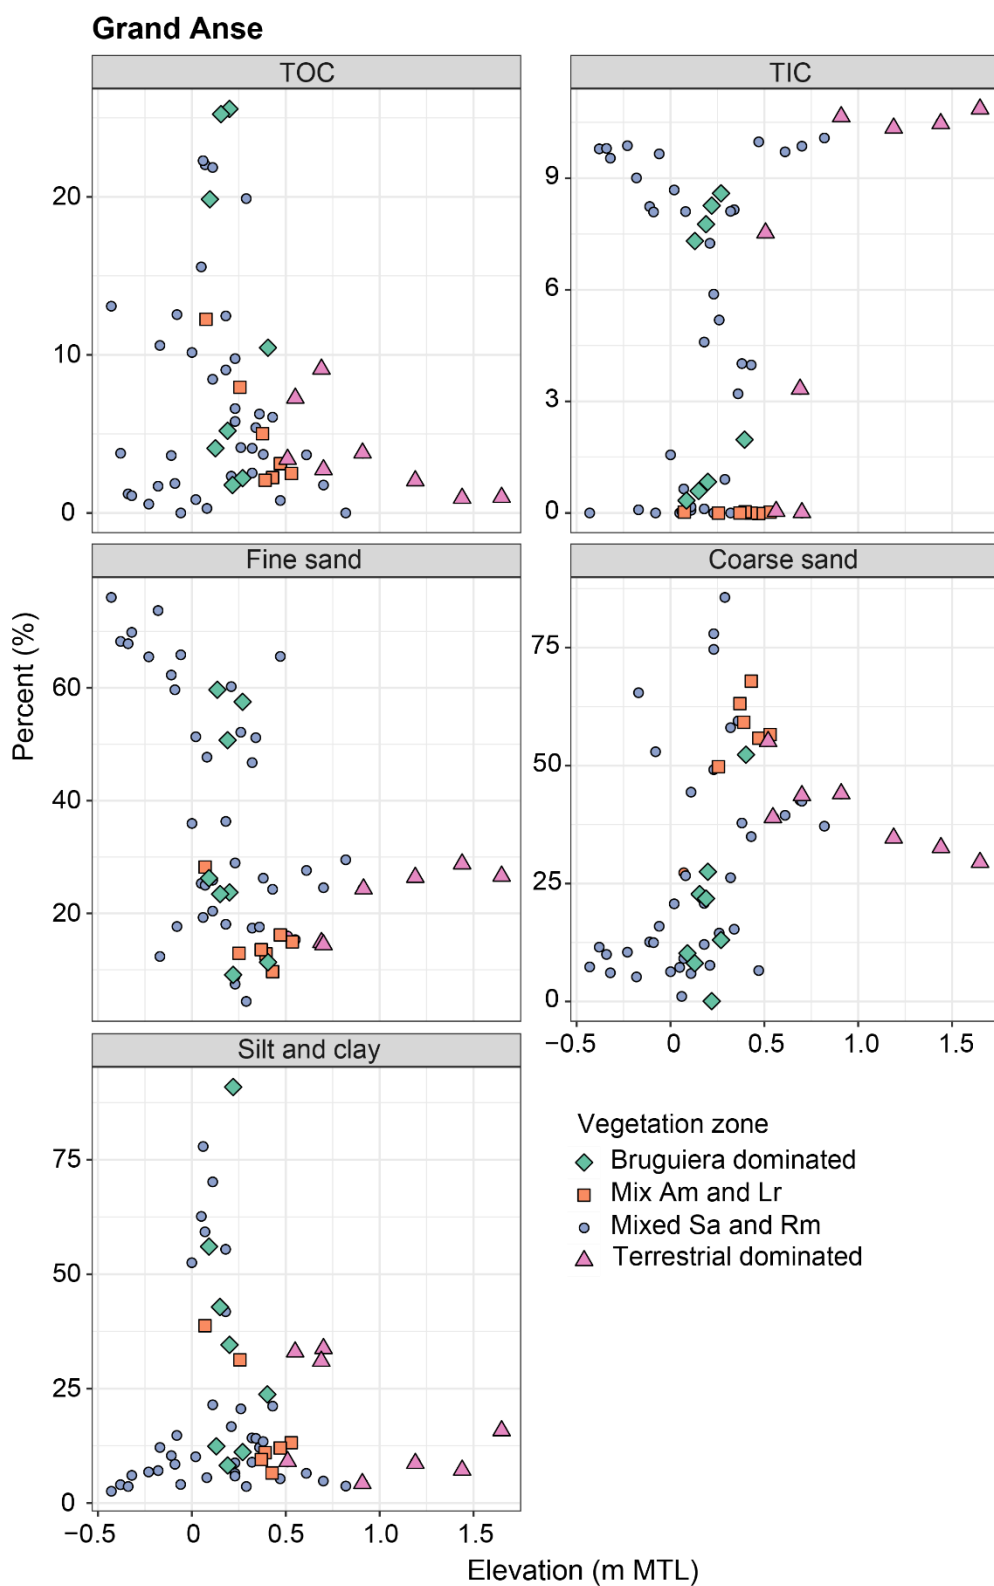 Grand Anse
TOC
TIC
20
10
0
9
6
3
0
Fine sand
Coarse sand
60
40
20
75
50
25
0
−0.5 0 0.5 1.0 1.5
Silt and clay
75
50
25
0
−0.5 0 0.5 1.0 1.5
Percent (%)
Elevation (m MTL)
Vegetation zone
Bruguiera dominated
Mix Am and Lr
Mixed Sa and Rm
Terrestrial dominated